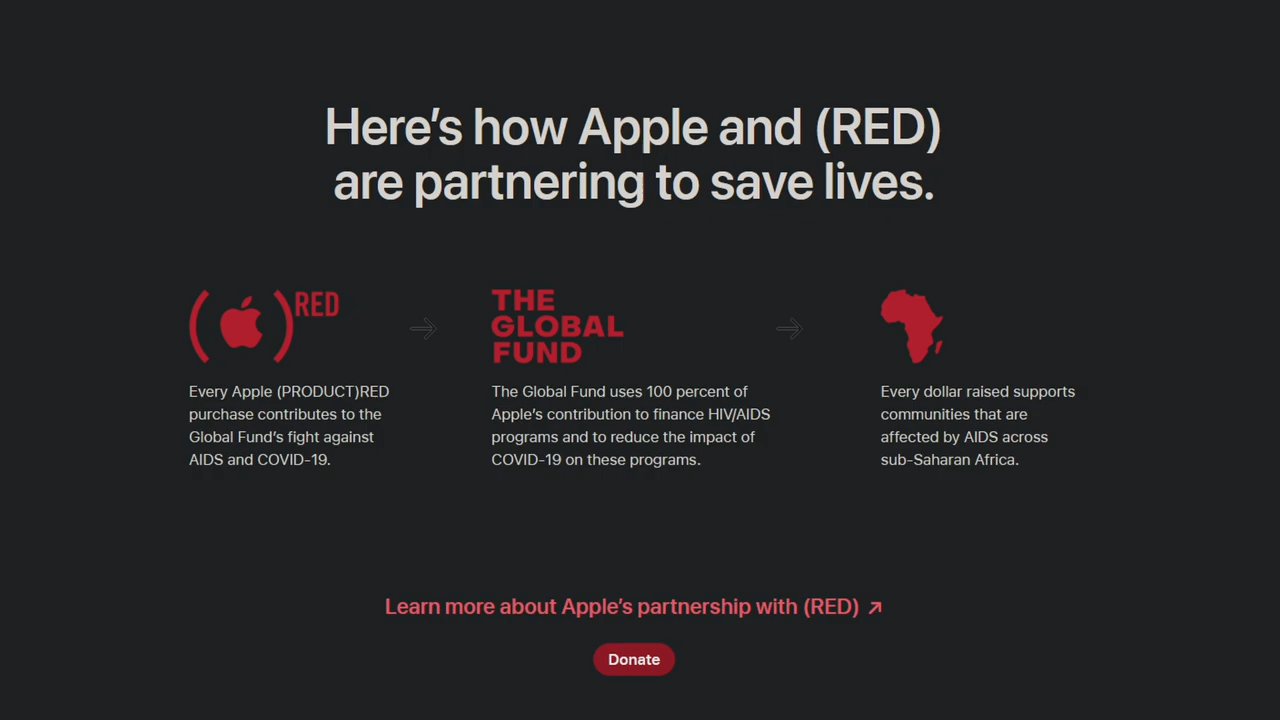 Here’s how Apple and (RED)
are partnering to save lives.
( )RED
Every Apple (PRODUCT)RED
purchase contributes to the
Global Fund’s fight against
AIDS and COVID-19.
THE
GLOBAL
FUND
The Global Fund uses 100 percent of
Apple’s contribution to finance HIV/AIDS
programs and to reduce the impact of
COVID-19 on these programs.
Every dollar raised supports
communities that are
affected by AIDS across
sub-Saharan Africa.
Learn more about Apple’s partnership with (RED) ↗
Donate